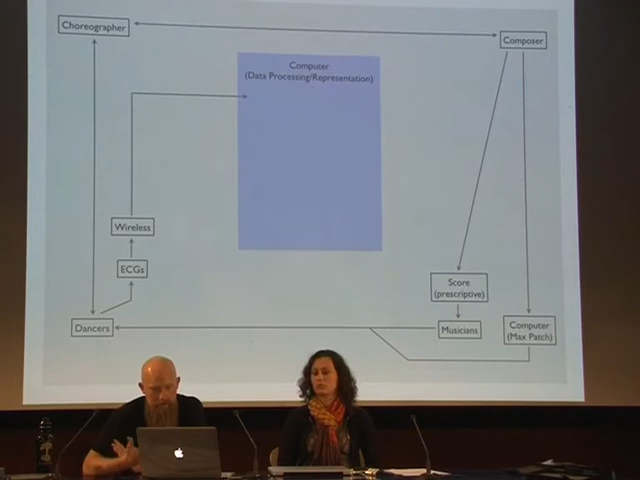 Choreographer
Composer
Computer
(Data Processing/Representation)
Wireless
ECGs
Score
(prescriptive)
Dancers
Musicians
Computer
(Max Patch)